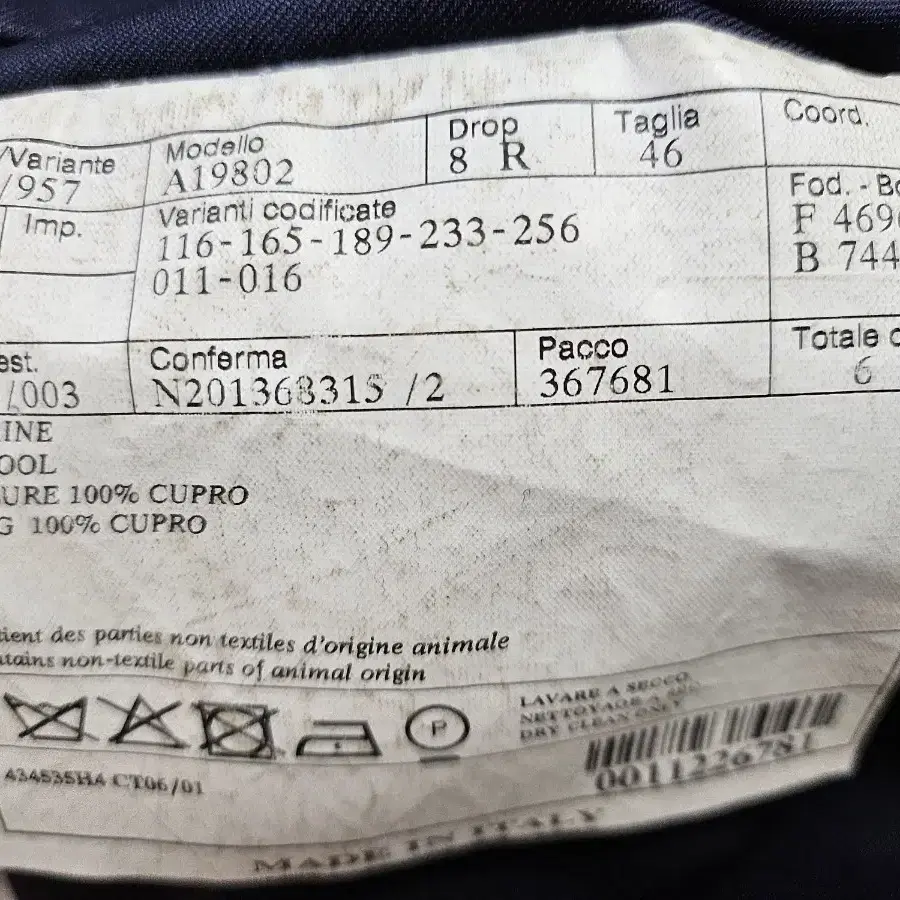 /Variante Modello Drop Taglia Coord.
/957 A19802 8 R 46
Imp. Varianti codificate Fod. - Bo
116-165-189-233-256 F 469
011-016 B 744
est. Conferma Pacco Totale c
/003 N201368315 /2 367681 6
INE
OOL
URE 100% CUPRO
G 100% CUPRO
tient des parties non textiles d'origine animale
tains non-textile parts of animal origin
P
LAVARE A SECCO
NETTOYAGE A SEC
DRY CLEAN ONLY
434535HA CT06/01
0011226781
MADE IN ITALY